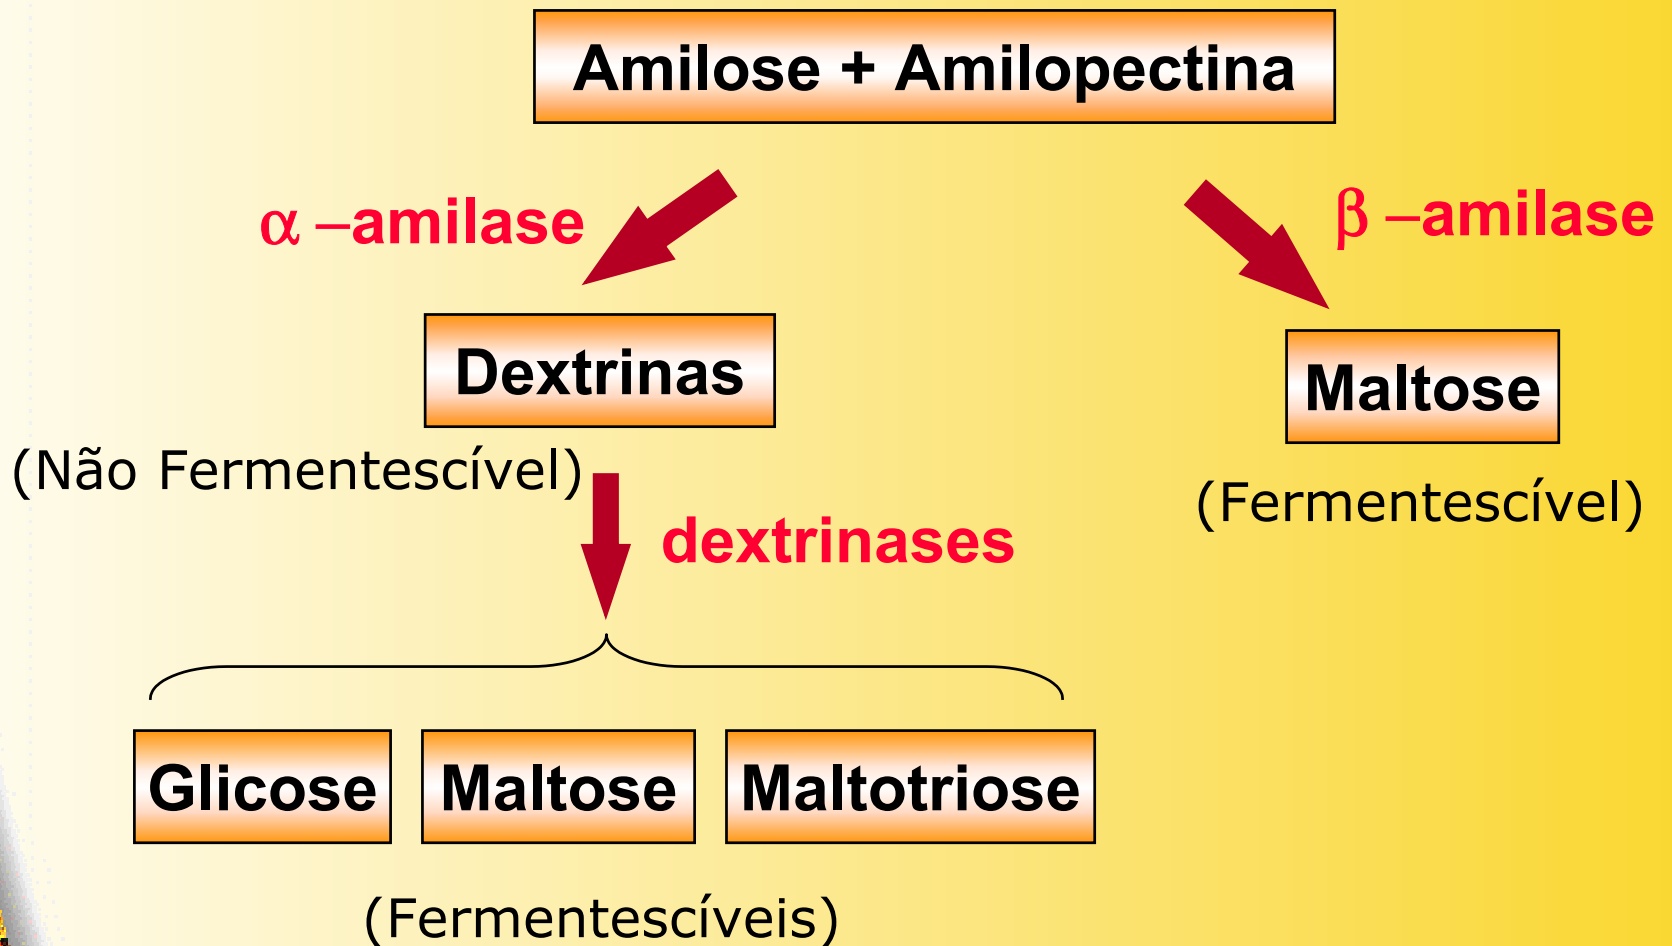 Amilose + Amilopectina
α –amilase
β –amilase
Dextrinas
Maltose
(Não Fermentescível)
(Fermentescível)
dextrinases
Glicose
Maltose
Maltotriose
(Fermentescíveis)